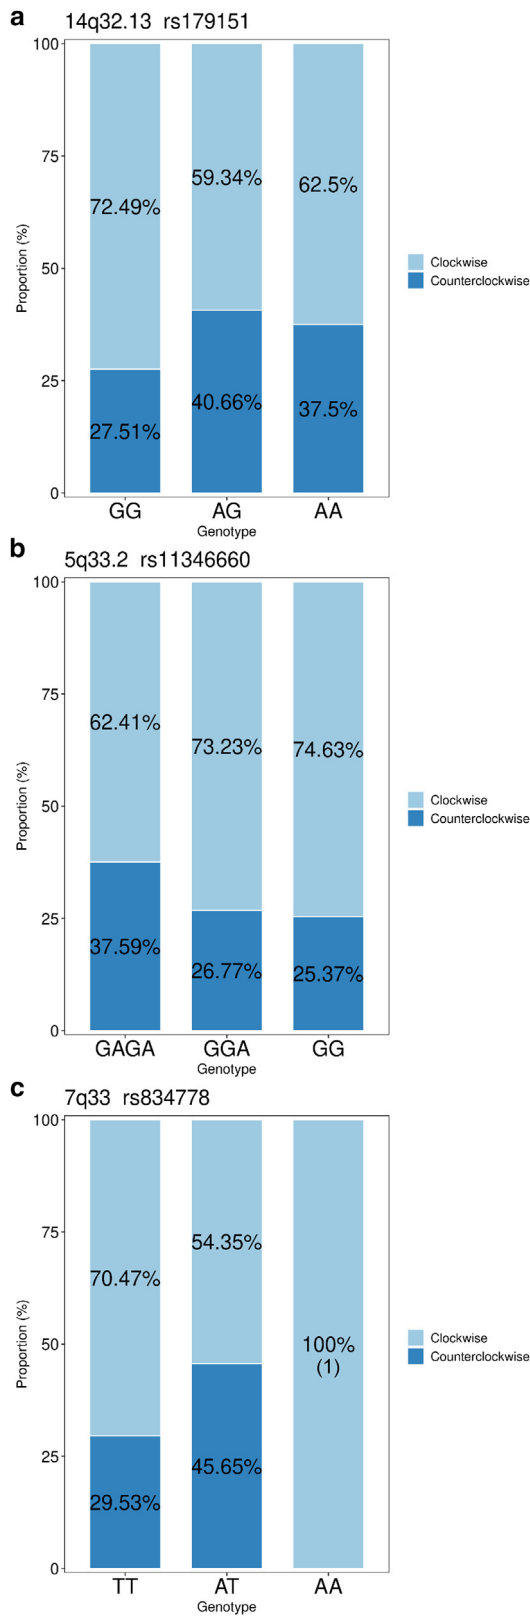 a
14q32.13 rs179151
Proportion (%)
100
75
50
25
0
72.49%
59.34%
62.5%
27.51%
40.66%
37.5%
GG AG AA
Genotype
Clockwise
Counterclockwise
b
5q33.2 rs11346660
Proportion (%)
100
75
50
25
0
62.41%
73.23%
74.63%
37.59%
26.77%
25.37%
GAGA GGA GG
Genotype
Clockwise
Counterclockwise
c
7q33 rs834778
Proportion (%)
100
75
50
25
0
70.47%
54.35%
100%
(1)
29.53%
45.65%
TT AT AA
Genotype
Clockwise
Counterclockwise